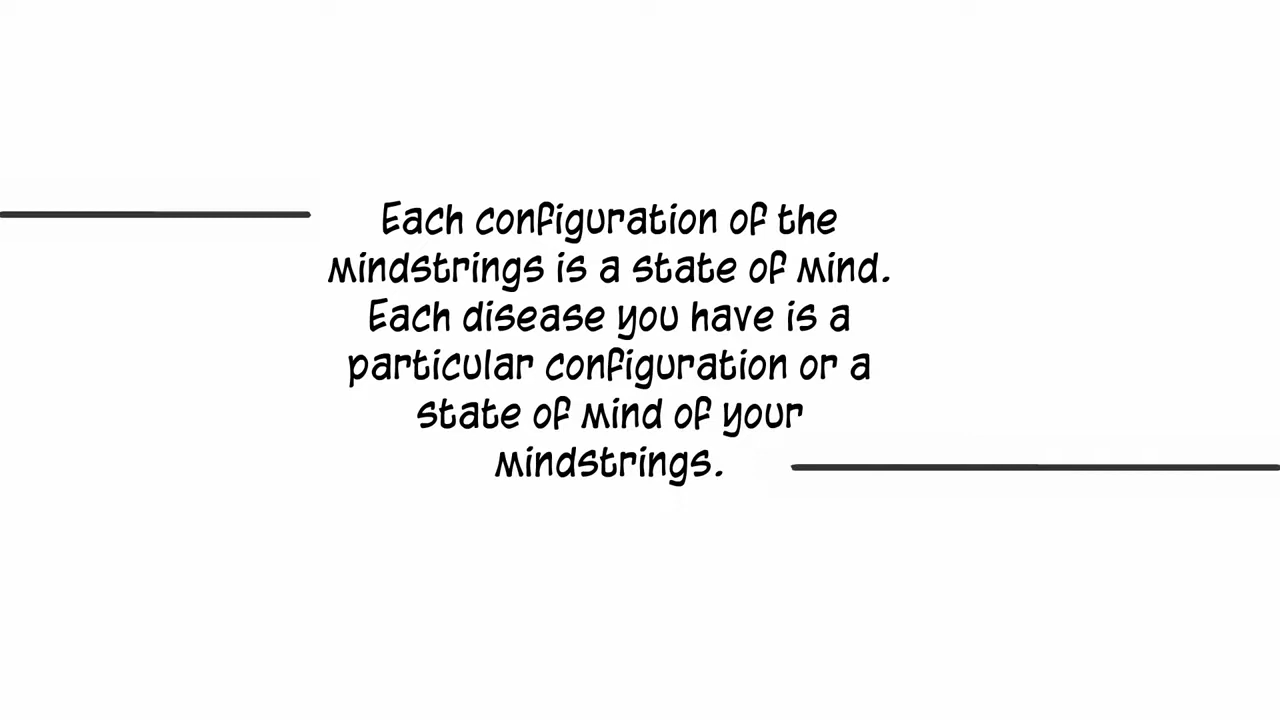 Each configuration of the
mindstrings is a state of mind.
Each disease you have is a
particular configuration or a
state of mind of your
mindstrings.